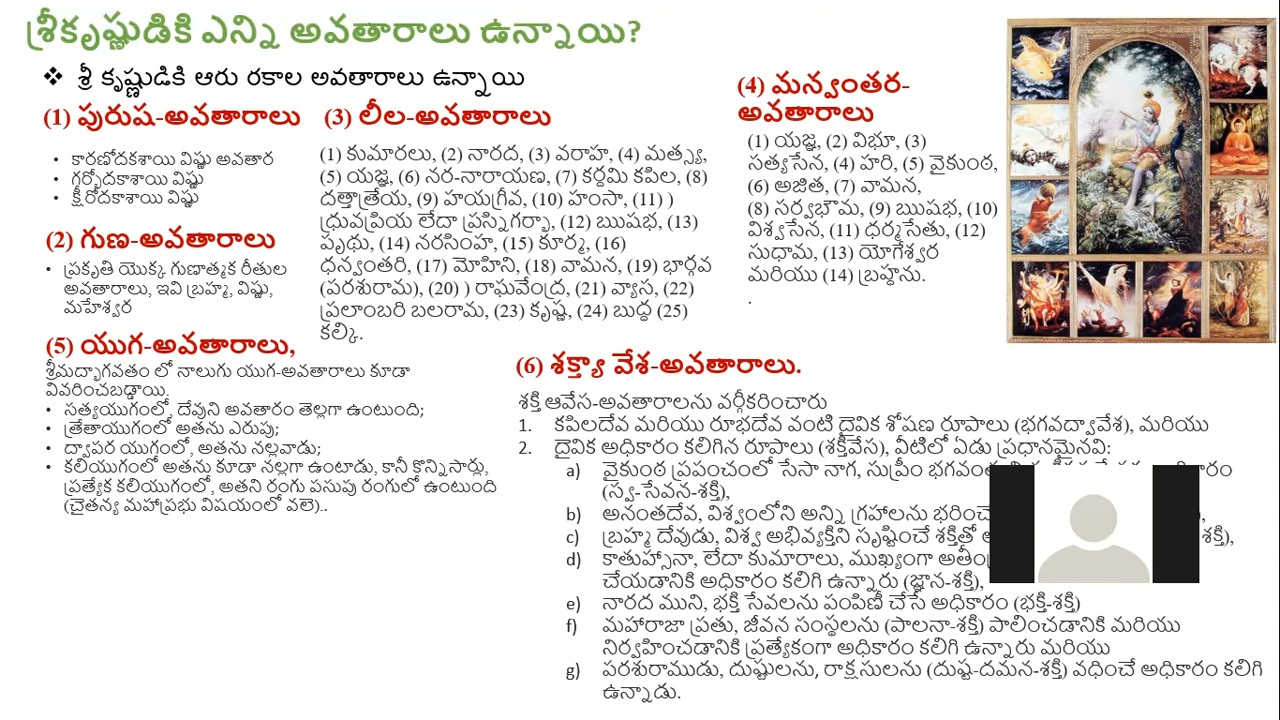 శ్రీకృష్ణుడికి ఎన్ని అవతారాలు ఉన్నాయి?
❖ శ్రీ కృష్ణుడికి ఆరు రకాల అవతారాలు ఉన్నాయి
(1) పురుష-అవతారాలు
• కారణోదకశాయి విష్ణు అవతార
• గర్భోదకాశాయి విష్ణు
• క్షీరోదకాశాయి విష్ణు
(2) గుణ-అవతారాలు
• ప్రకృతి యొక్క గుణాత్మక రీతుల
అవతారాలు, ఇవి బ్రహ్మ, విష్ణు,
మహేశ్వర
(3) లీల-అవతారాలు
(1) కుమారలు, (2) నారద, (3) వరాహ, (4) మత్స్య,
(5) యజ్ఞ, (6) నర-నారాయణ, (7) కర్దమి కపిల, (8)
దత్తాత్రేయ, (9) హయగ్రీవ, (10) హంసా, (11) )
ధ్రువప్రియ లేదా ప్రస్నిగర్భా, (12) ఋషభ, (13)
పృథు, (14) నరసింహ, (15) కూర్మ, (16)
ధన్వంతరి, (17) మోహిని, (18) వామన, (19) భార్గవ
(పరశురామ), (20) ) రాఘవేంద్ర, (21) వ్యాస, (22)
ప్రలాంబరి బలరామ, (23) కృష్ణ, (24) బుద్ధ (25)
కల్కి.
(4) మన్వంతర-
అవతారాలు
(1) యజ్ఞ, (2) విభూ, (3)
సత్యసేన, (4) హరి, (5) వైకుంఠ,
(6) అజిత, (7) వామన,
(8) సర్వభౌమ, (9) ఋషభ, (10)
విశ్వసేన, (11) ధర్మసేతు, (12)
సుధామ, (13) యోగేశ్వర
మరియు (14) బ్రహ్దను.
.
(5) యుగ-అవతారాలు,
శ్రీమద్భాగవతం లో నాలుగు యుగ-అవతారాలు కూడా
వివరించబడ్డాయి.
• సత్యయుగంలో, దేవుని అవతారం తెల్లగా ఉంటుంది;
• త్రేతాయుగంలో అతను ఎరుపు;
• ద్వాపర యుగంలో, అతను నల్లవాడు;
• కలియుగంలో అతను కూడా నల్లగా ఉంటాడు, కానీ కొన్నిసార్లు,
ప్రత్యేక కలియుగంలో, అతని రంగు పసుపు రంగులో ఉంటుంది
(చైతన్య మహాప్రభు విషయంలో వలె)..
(6) శక్త్యా వేశ-అవతారాలు.
శక్తి ఆవేస-అవతారాలను వర్గీకరించారు
1. కపిలదేవ మరియు రూభదేవ వంటి దైవిక శోషణ రూపాలు (భగవద్వావేశ), మరియు
2. దైవిక అధికారం కలిగిన రూపాలు (శక్తివేస), వీటిలో ఏడు ప్రధానమైనవి:
a) వైకుంఠ ప్రపంచంలో సేసా నాగ, సుప్రీం
(స్వ-సేవన-శక్తి),
b) అనంతదేవ, విశ్వంలోని అన్ని గ్రహాలను
c) బ్రహ్మ దేవుడు, విశ్వ అభివ్యక్తిని సృష్టించే శక్తితో శక్తి),
d) కాతుహ్సానా, లేదా కుమారాలు, ముఖ్యంగా
చేయడానికి అధికారం కలిగి ఉన్నారు (జ్ఞాన-శక్తి),
e) నారద ముని, భక్తి సేవలను పంపిణీ చేసే అధికారం (భక్తి-శక్తి)
f) మహారాజా ప్రతు, జీవన సంస్థలను (పాలనా-శక్తి) పాలించడానికి మరియు
నిర్వహించడానికి ప్రత్యేకంగా అధికారం కలిగి ఉన్నారు మరియు
g) పరశురాముడు, దుష్టులను, రాక్షసులను (దుష్ట-దమన-శక్తి) వధించే అధికారం కలిగి
ఉన్నాడు.